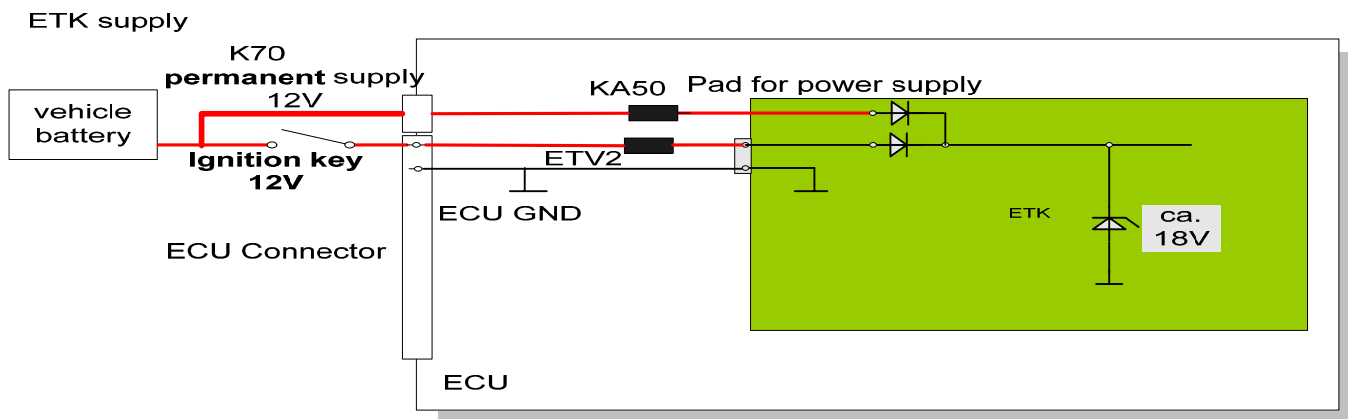 ETK supply
K70
permanent supply
12V
vehicle
battery
Ignition key
12V
KA50
Pad for power supply
ETV2
ECU GND
ECU Connector
ETK
ca.
18V
ECU